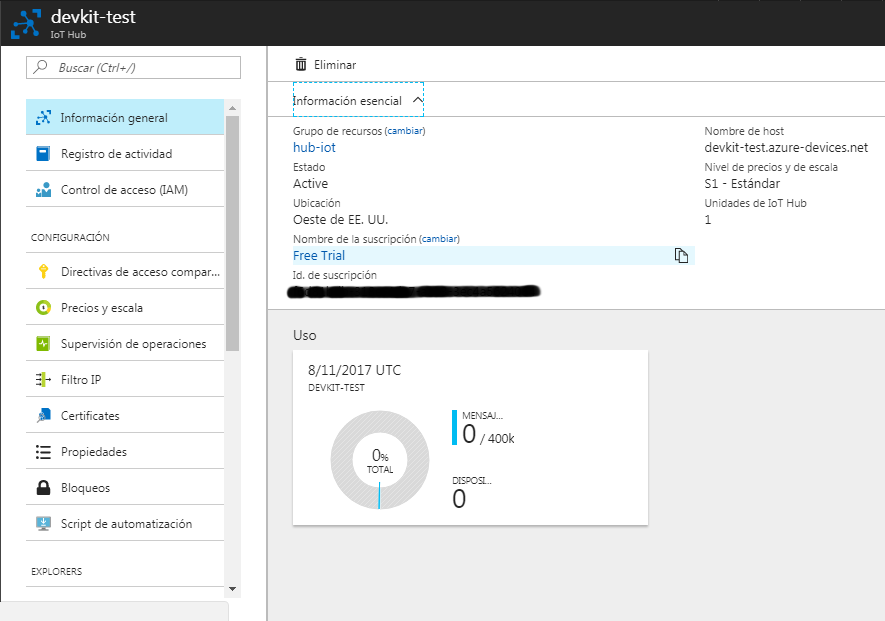 devkit-test
IoT Hub
Buscar (Ctrl+/)
Información general
Registro de actividad
Control de acceso (IAM)
CONFIGURACIÓN
Directivas de acceso compar...
Precios y escala
Supervisión de operaciones
Filtro IP
Certificates
Propiedades
Bloqueos
Script de automatización
EXPLORERS
Eliminar
Información esencial
Grupo de recursos (cambiar)
hub-iot
Estado
Active
Ubicación
Oeste de EE. UU.
Nombre de la suscripción (cambiar)
Free Trial
Id. de suscripción
Nombre de host
devkit-test.azure-devices.net
Nivel de precios y de escala
S1 - Estándar
Unidades de IoT Hub
1
Uso
8/11/2017 UTC
DEVKIT-TEST
0%
TOTAL
MENSAJ...
0 / 400k
DISPOSI...
0